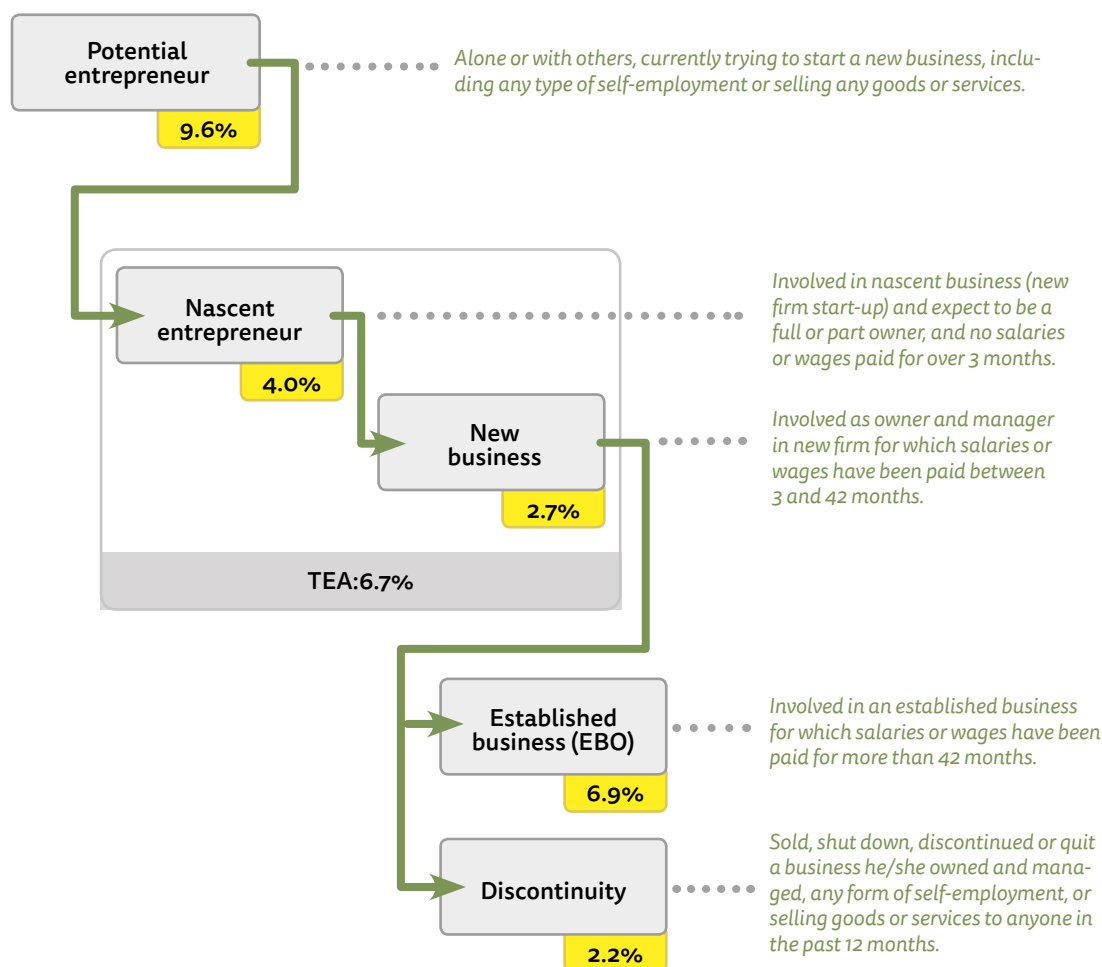 Potential
entrepreneur
9.6%
Alone or with others, currently trying to start a new business, inclu-
ding any type of self-employment or selling any goods or services.
Nascent
entrepreneur
4.0%
Involved in nascent business (new
firm start-up) and expect to be a
full or part owner, and no salaries
or wages paid for over 3 months.
New
business
2.7%
Involved as owner and manager
in new firm for which salaries or
wages have been paid between
3 and 42 months.
TEA:6.7%
Established
business (EBO)
6.9%
Involved in an established business
for which salaries or wages have been
paid for more than 42 months.
Discontinuity
2.2%
Sold, shut down, discontinued or quit
a business he/she owned and mana-
ged, any form of self-employment, or
selling goods or services to anyone in
the past 12 months.